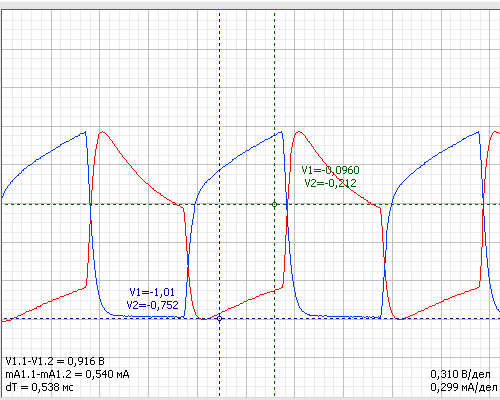 V1=-0,0960
V2=-0,212
V1=-1,01
V2=-0,752
V1.1-V1.2 = 0,916 В
mA1.1-mA1.2 = 0,540 мА
dT = 0,538 мс
0,310 В/дел
0,299 мА/дел